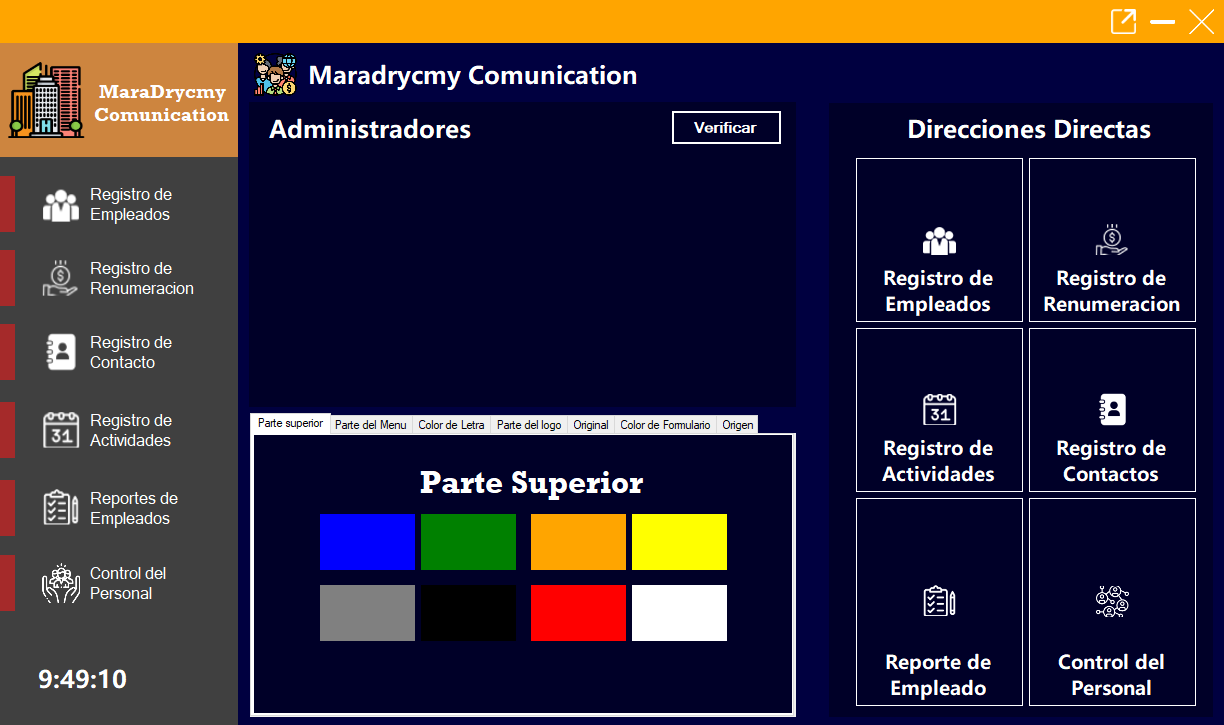 MaraDrycmy
Comunication
Registro de
Empleados
Registro de
Renumeracion
Registro de
Contacto
31
Registro de
Actividades
Reportes de
Empleados
Control del
Personal
9:49:10
Maradrycmy Comunication
Administradores
Verificar
Parte superior
Parte del Menu
Color de Letra
Parte del logo
Original
Color de Formulario
Origen
Parte Superior
Direcciones Directas
Registro de
Empleados
Registro de
Renumeracion
31
Registro de
Actividades
Registro de
Contactos
Reporte de
Empleado
Control del
Personal